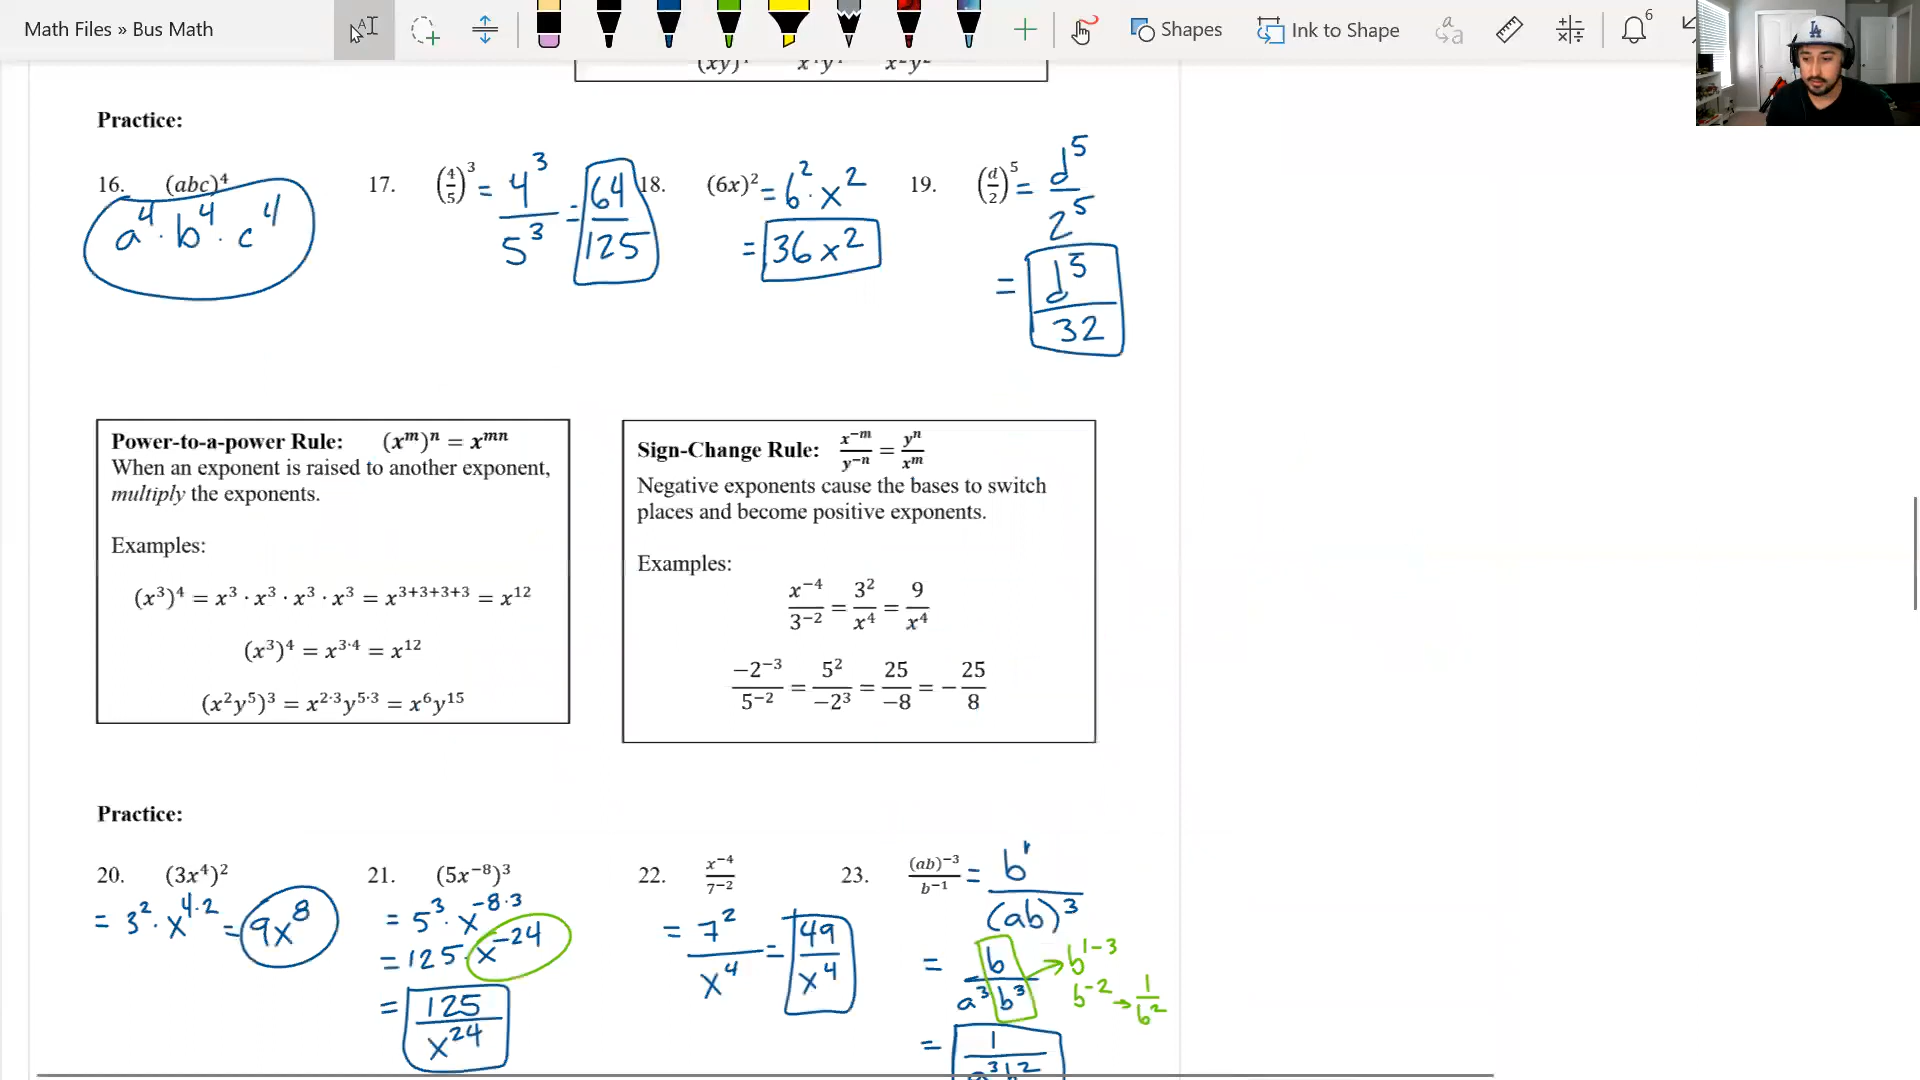 Math Files » Bus Math
Shapes
Ink to Shape
6
(xy) x y x²y²
Practice:
16. (abc)⁴
a⁴ · b⁴ · c⁴
17. (4/5)³ = 4³/5³ = 64/125
18. (6x)² = 6² · x²
= 36x²
19. (d/2)⁵ = d⁵/2⁵
= d⁵/32
Power-to-a-power Rule: (xᵐ)ⁿ = xᵐⁿ
When an exponent is raised to another exponent,
multiply the exponents.
Examples:
(x³)⁴ = x³ · x³ · x³ · x³ = x³⁺³⁺³⁺³ = x¹²
(x³)⁴ = x³·⁴ = x¹²
(x²y⁵)³ = x²·³y⁵·³ = x⁶y¹⁵
Sign-Change Rule: x⁻ᵐ/y⁻ⁿ = yⁿ/xᵐ
Negative exponents cause the bases to switch
places and become positive exponents.
Examples:
x⁻⁴/3⁻² = 3²/x⁴ = 9/x⁴
−2⁻³/5⁻² = 5²/−2³ = 25/−8 = −25/8
Practice:
20. (3x⁴)²
= 3² · x⁴·² = 9x⁸
21. (5x⁻⁸)³
= 5³ · x⁻⁸·³
= 125 · x⁻²⁴
= 125/x²⁴
22. x⁻⁴/7⁻²
= 7²/x⁴ = 49/x⁴
23. (ab)⁻³/b⁻¹ = b¹/(ab)³
= b/a³b³ → b¹⁻³
b⁻² → 1/b²
= 1/a³b²